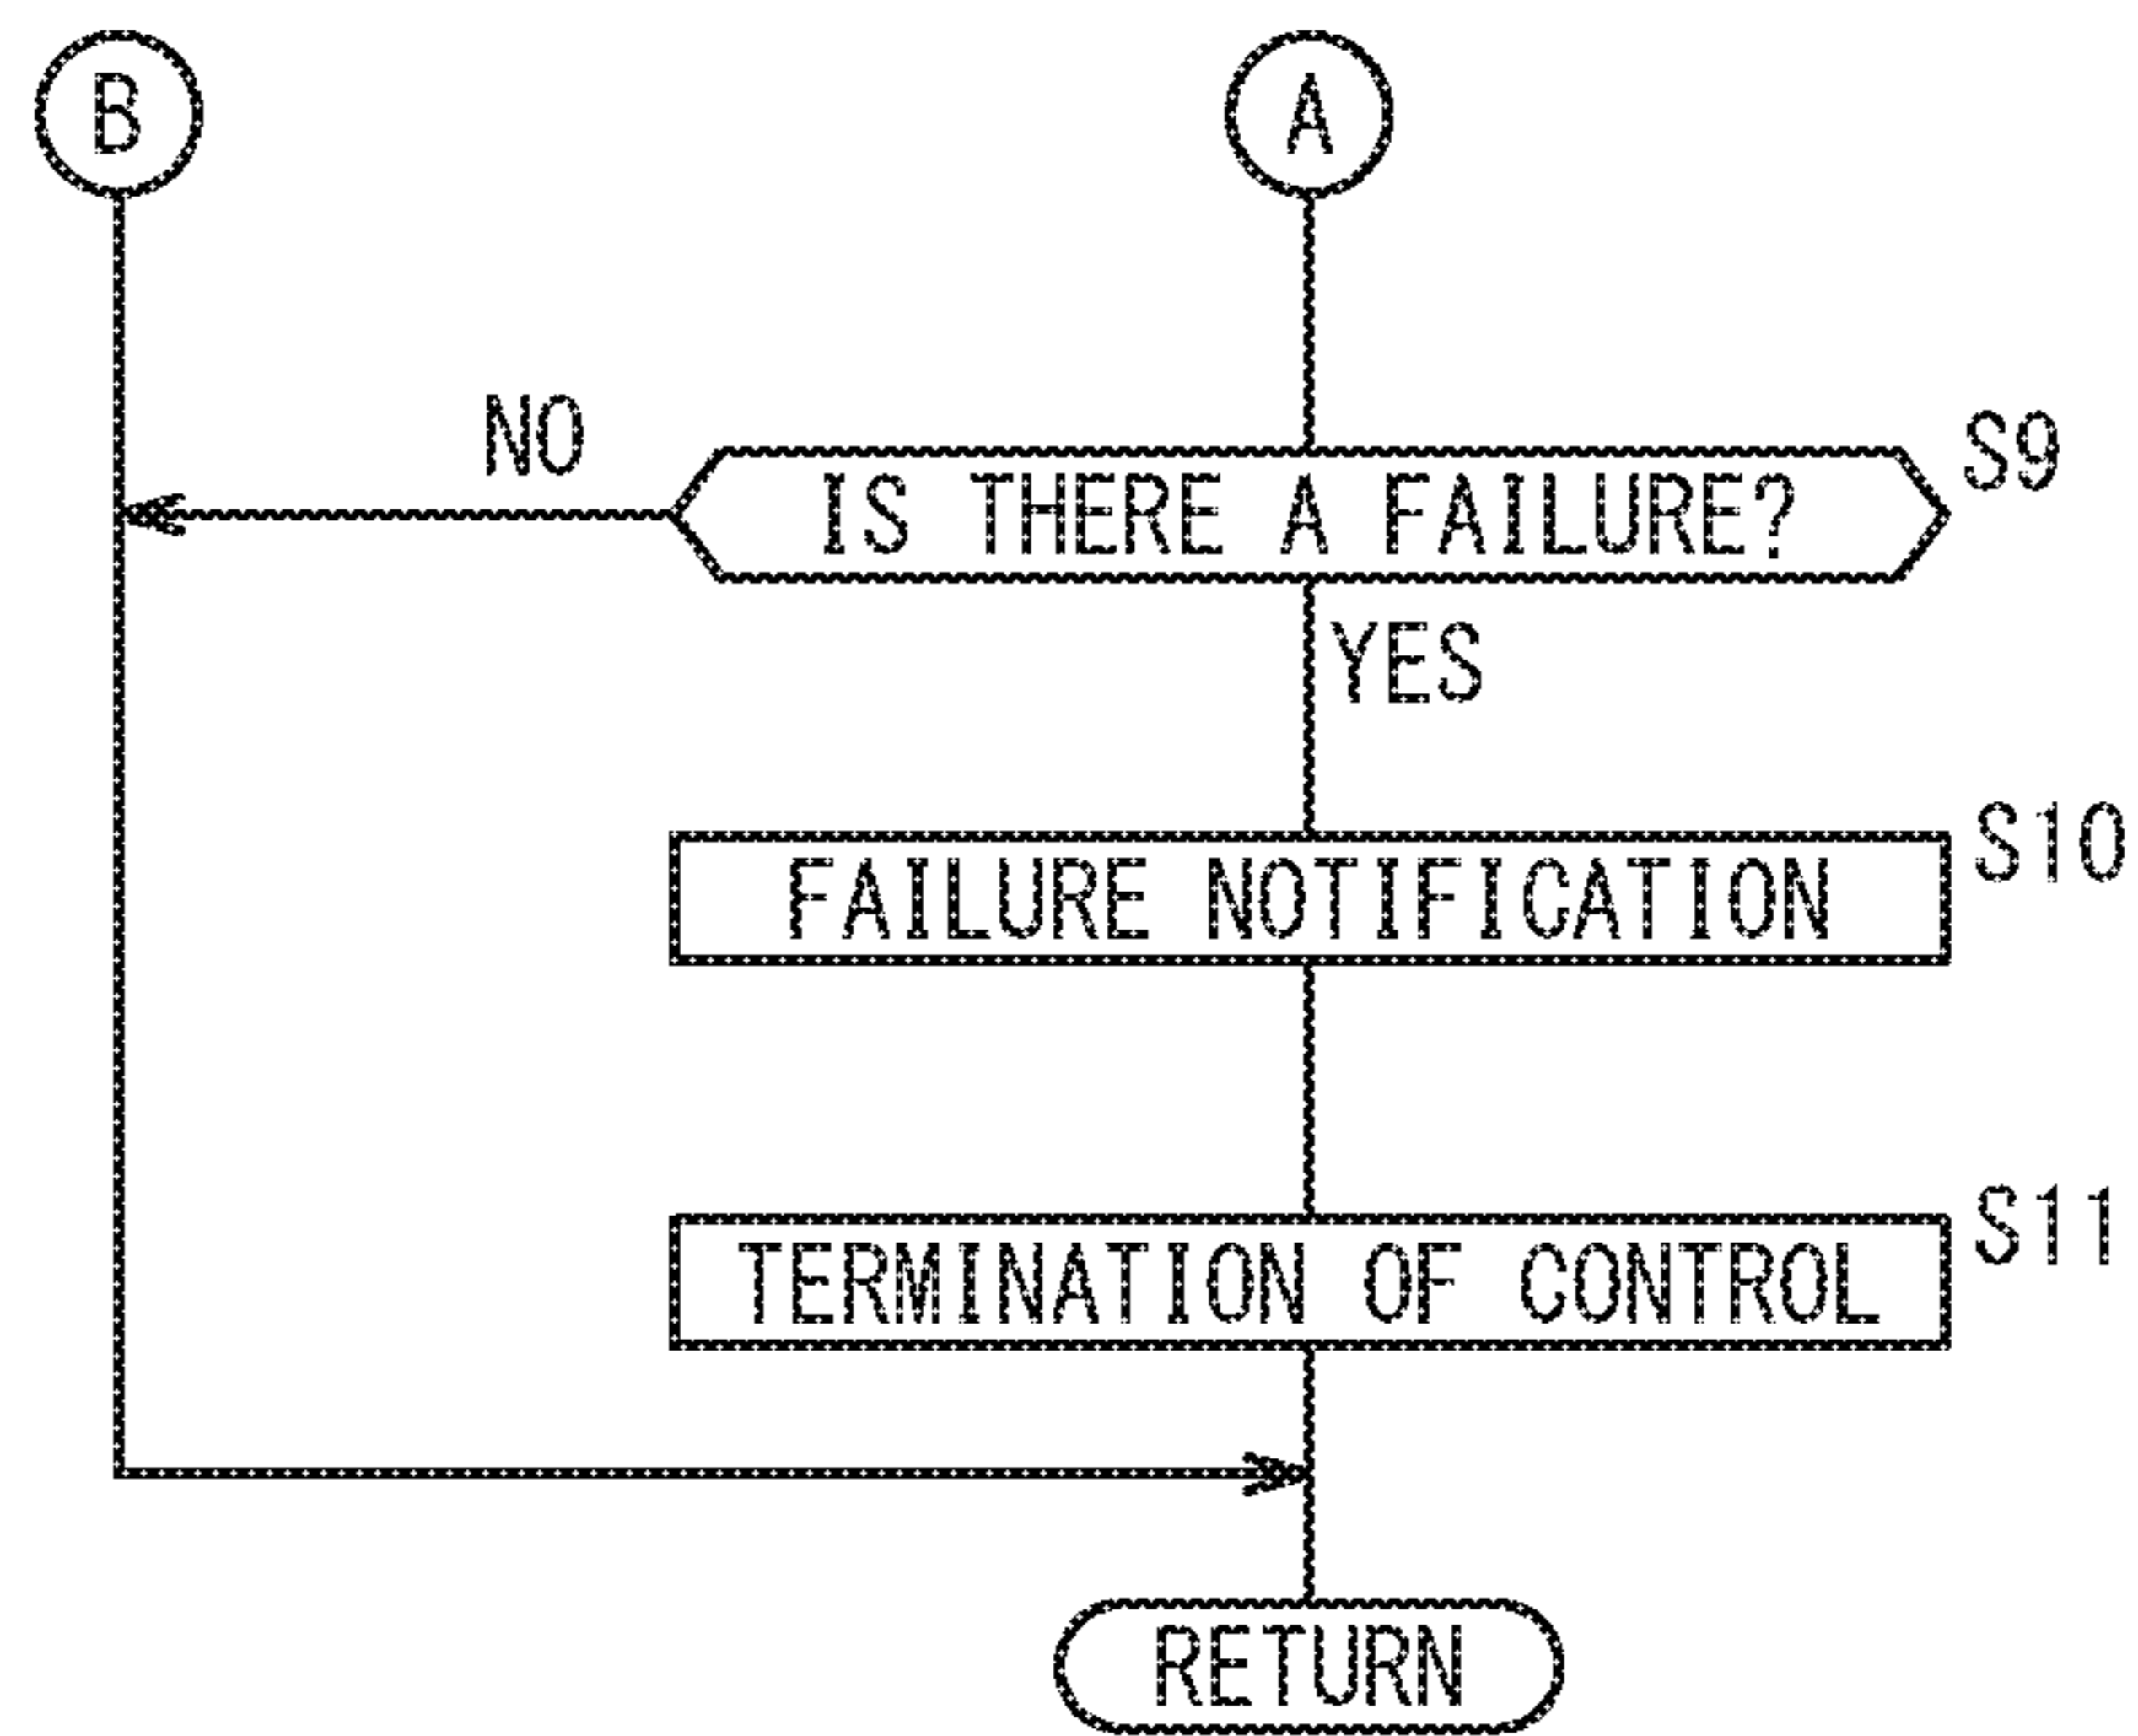 B
A
NO
IS THERE A FAILURE?
S9
YES
S10
FAILURE NOTIFICATION
S11
TERMINATION OF CONTROL
RETURN